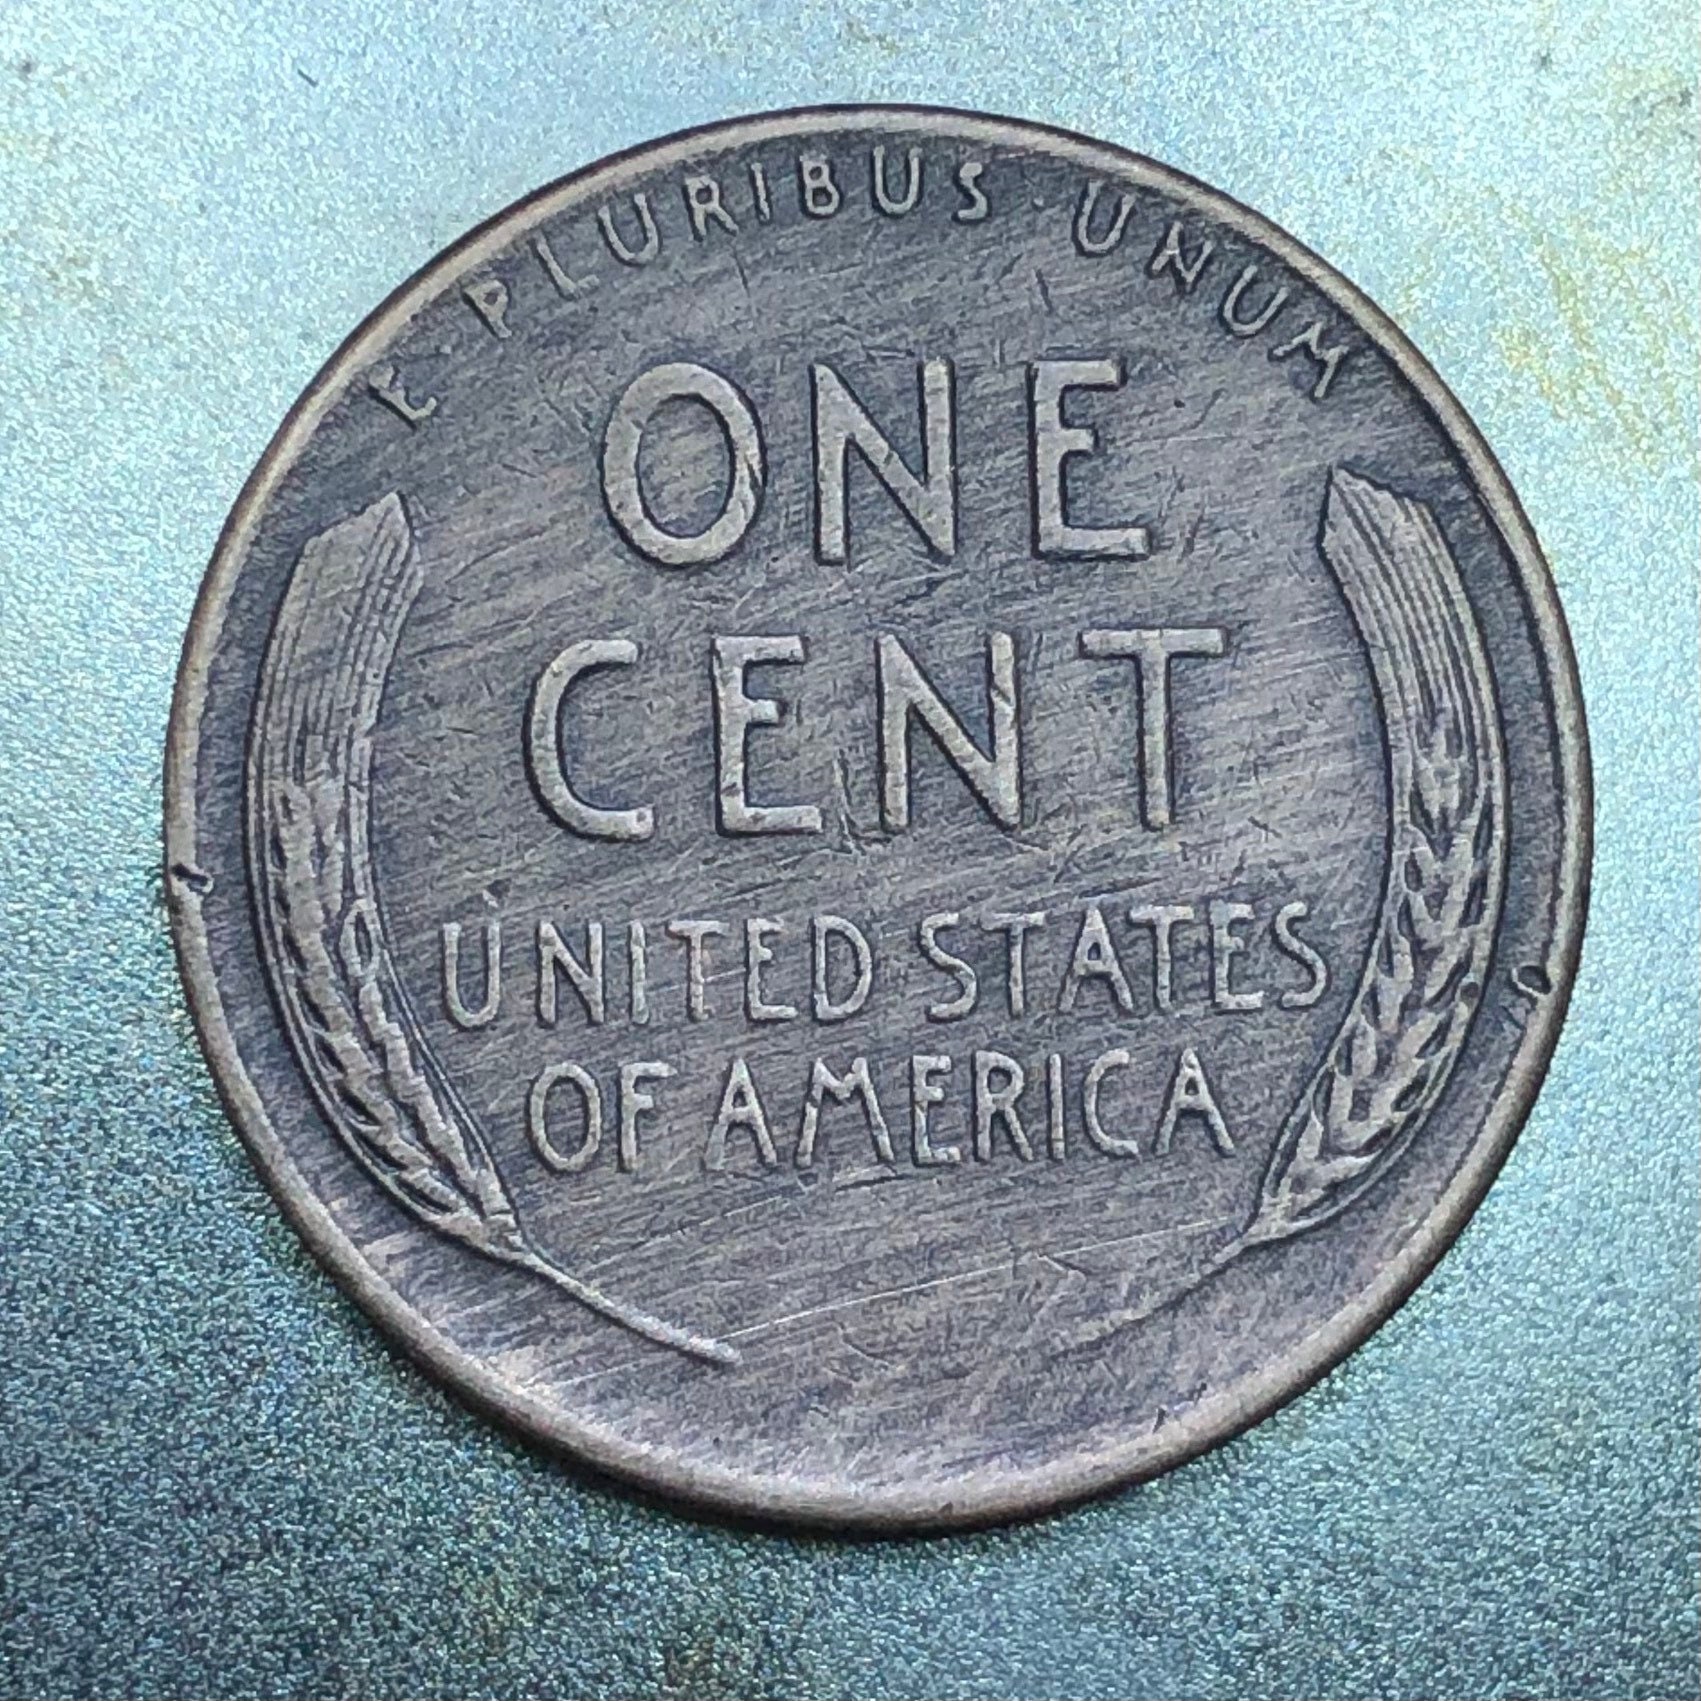 E · PLURIBUS · UNUM
ONE
CENT
UNITED STATES
OF AMERICA